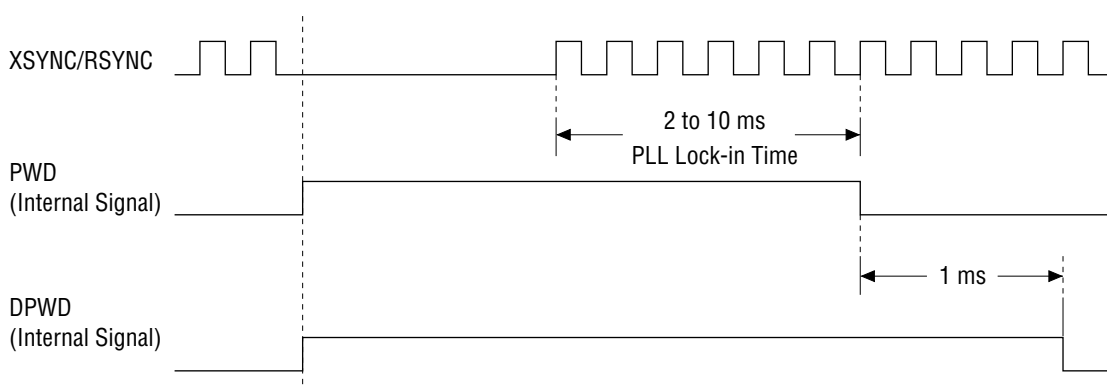 XSYNC/RSYNC
2 to 10 ms
PLL Lock-in Time
PWD
(Internal Signal)
1 ms
DPWD
(Internal Signal)